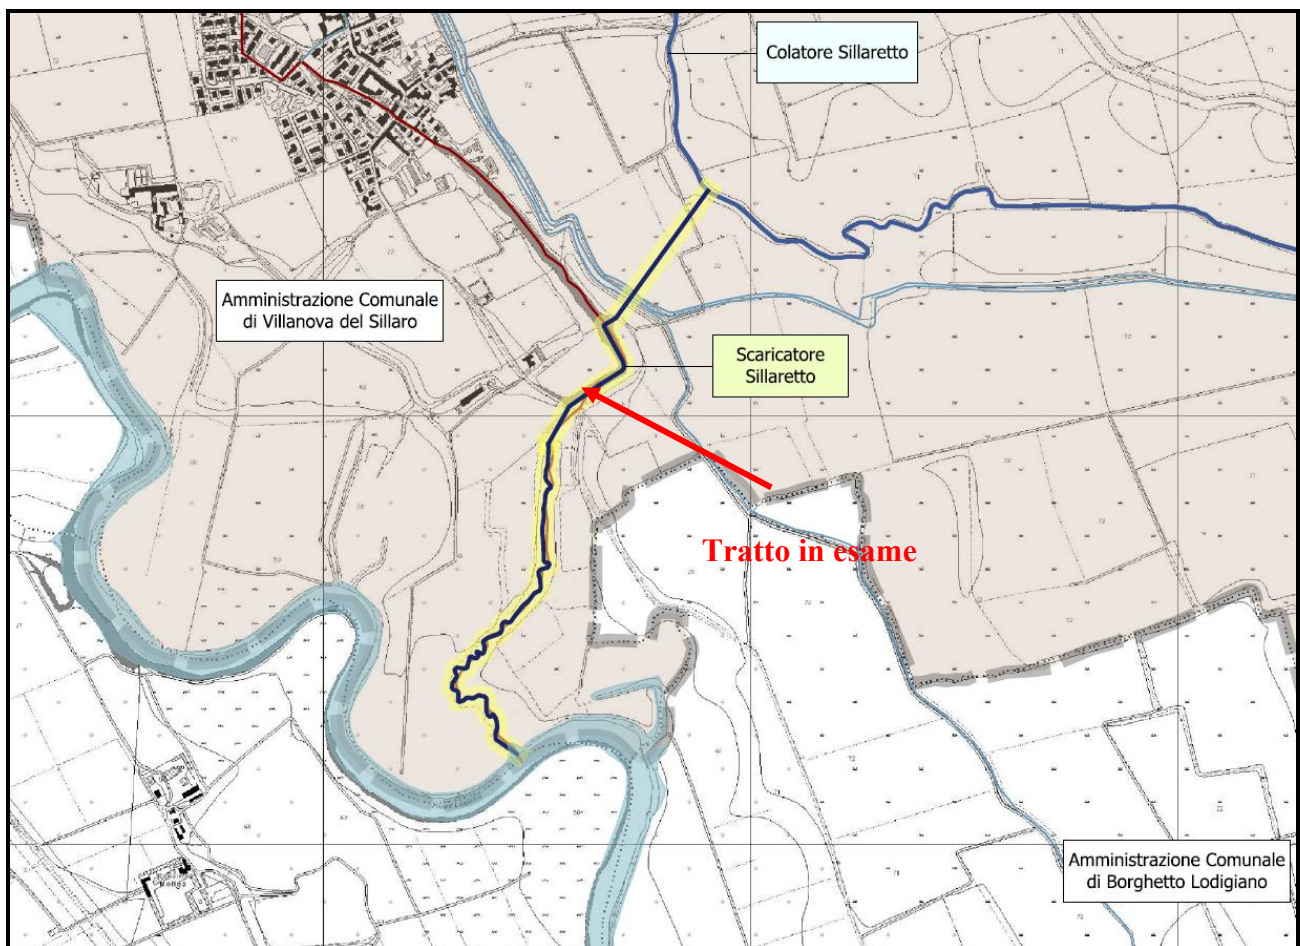 Colatore Sillaretto
Amministrazione Comunale
di Villanova del Sillaro
Scaricatore
Sillaretto
Tratto in esame
Amministrazione Comunale
di Borghetto Lodigiano